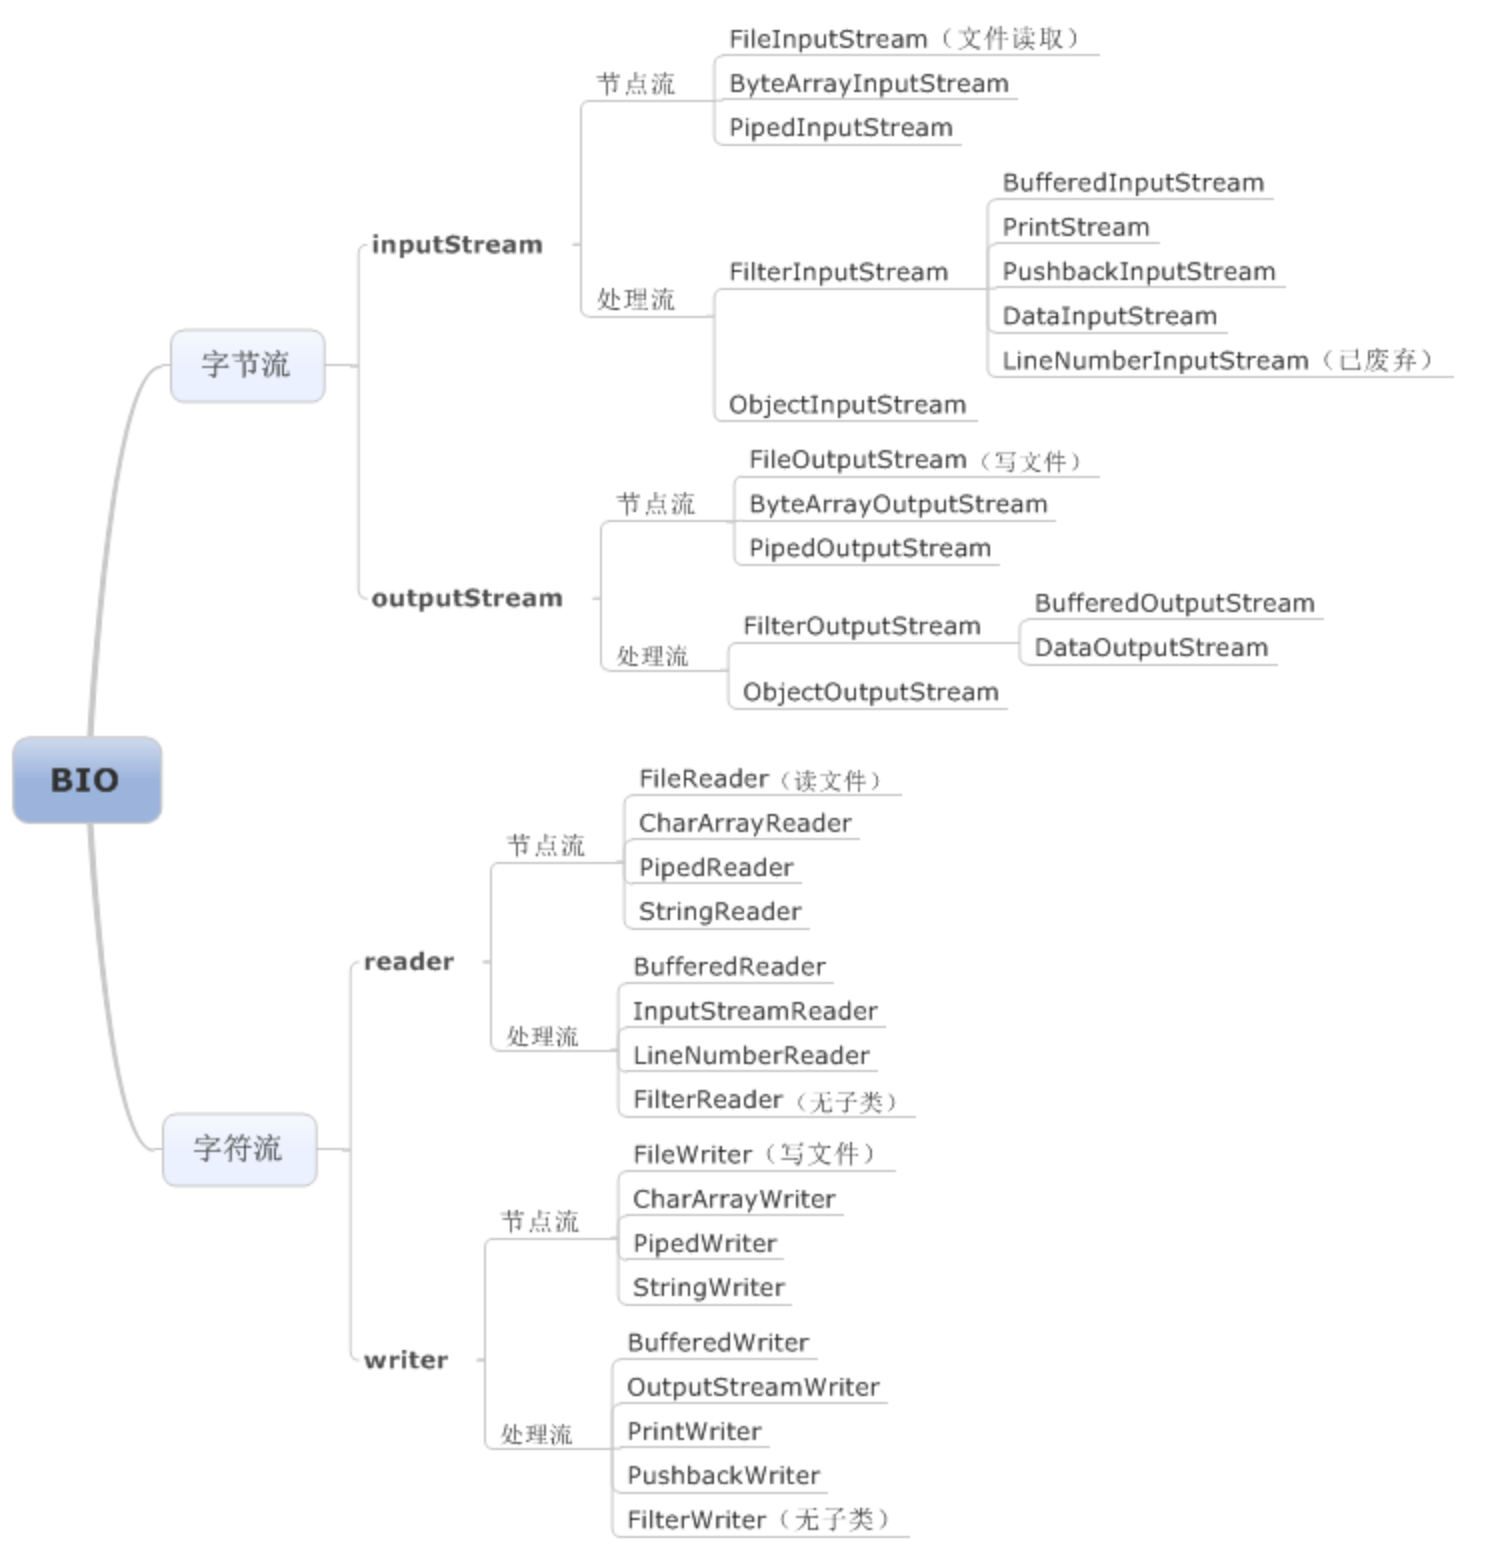 BIO
字节流
inputStream
节点流
FileInputStream（文件读取）
ByteArrayInputStream
PipedInputStream
处理流
FilterInputStream
BufferedInputStream
PrintStream
PushbackInputStream
DataInputStream
LineNumberInputStream（已废弃）
ObjectInputStream
outputStream
节点流
FileOutputStream（写文件）
ByteArrayOutputStream
PipedOutputStream
处理流
FilterOutputStream
BufferedOutputStream
DataOutputStream
ObjectOutputStream
字符流
reader
节点流
FileReader（读文件）
CharArrayReader
PipedReader
StringReader
处理流
BufferedReader
InputStreamReader
LineNumberReader
FilterReader（无子类）
writer
节点流
FileWriter（写文件）
CharArrayWriter
PipedWriter
StringWriter
处理流
BufferedWriter
OutputStreamWriter
PrintWriter
PushbackWriter
FilterWriter（无子类）